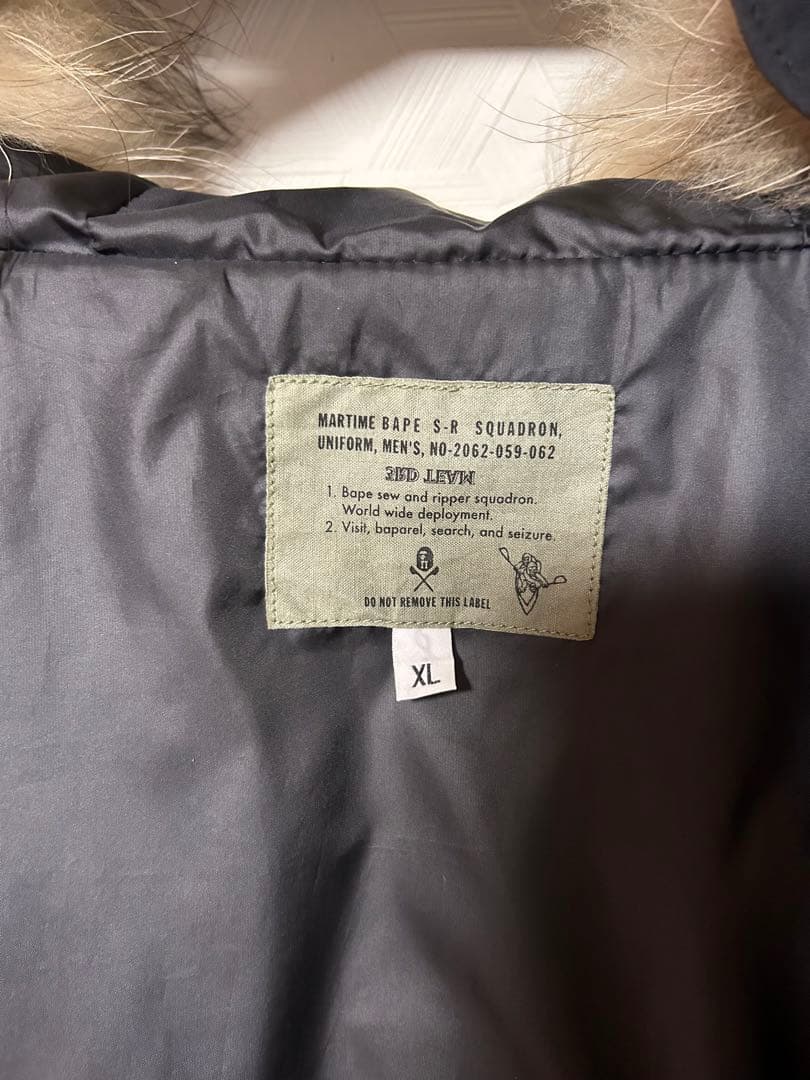 MARTIME BAPE S-R SQUADRON,
UNIFORM, MEN'S, NO-2062-059-062
3RD TEAM
1. Bape sew and ripper squadron.
World wide deployment.
2. Visit, baparel, search, and seizure.
DO NOT REMOVE THIS LABEL
XL